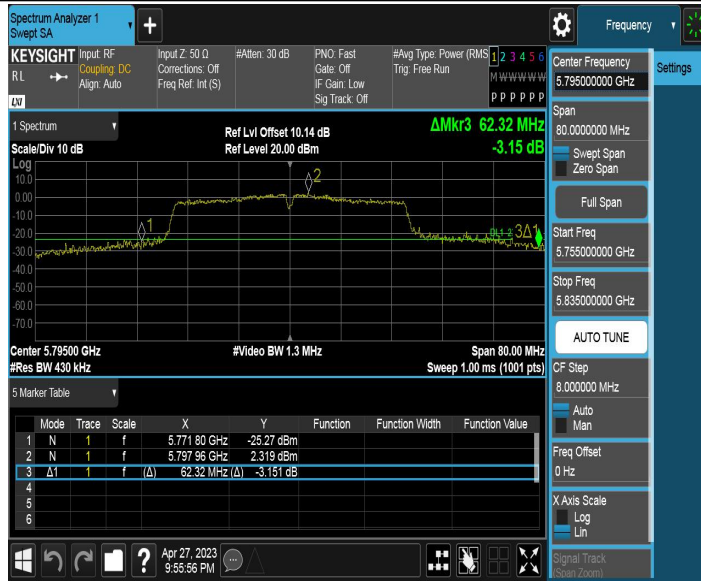 Spectrum Analyzer 1
Swept SA
Frequency
KEYSIGHT
RL
LXI
Input: RF
Coupling: DC
Align: Auto
Input Z: 50 Ω
Corrections: Off
Freq Ref: Int (S)
#Atten: 30 dB
PNO: Fast
Gate: Off
IF Gain: Low
Sig Track: Off
#Avg Type: Power (RMS
Trig: Free Run
1 2 3 4 5 6
M W W W W W
P P P P P P
1 Spectrum
Scale/Div 10 dB
Ref Lvl Offset 10.14 dB
Ref Level 20.00 dBm
ΔMkr3 62.32 MHz
-3.15 dB
Log
10.0
0.00
-10.0
-20.0
-30.0
-40.0
-50.0
-60.0
-70.0
1
2
3Δ1
Center 5.79500 GHz
#Res BW 430 kHz
#Video BW 1.3 MHz
Span 80.00 MHz
Sweep 1.00 ms (1001 pts)
5 Marker Table
Mode Trace Scale X Y Function Function Width Function Value
1 N 1 f 5.771 80 GHz -25.27 dBm
2 N 1 f 5.797 96 GHz 2.319 dBm
3 Δ1 1 f (Δ) 62.32 MHz (Δ) -3.151 dB
4
5
6
?
Apr 27, 2023
9:55:56 PM
Center Frequency
5.795000000 GHz
Span
80.0000000 MHz
Swept Span
Zero Span
Full Span
Start Freq
5.755000000 GHz
Stop Freq
5.835000000 GHz
AUTO TUNE
CF Step
8.000000 MHz
Auto
Man
Freq Offset
0 Hz
X Axis Scale
Log
Lin
Signal Track
(Span Zoom)
Settings